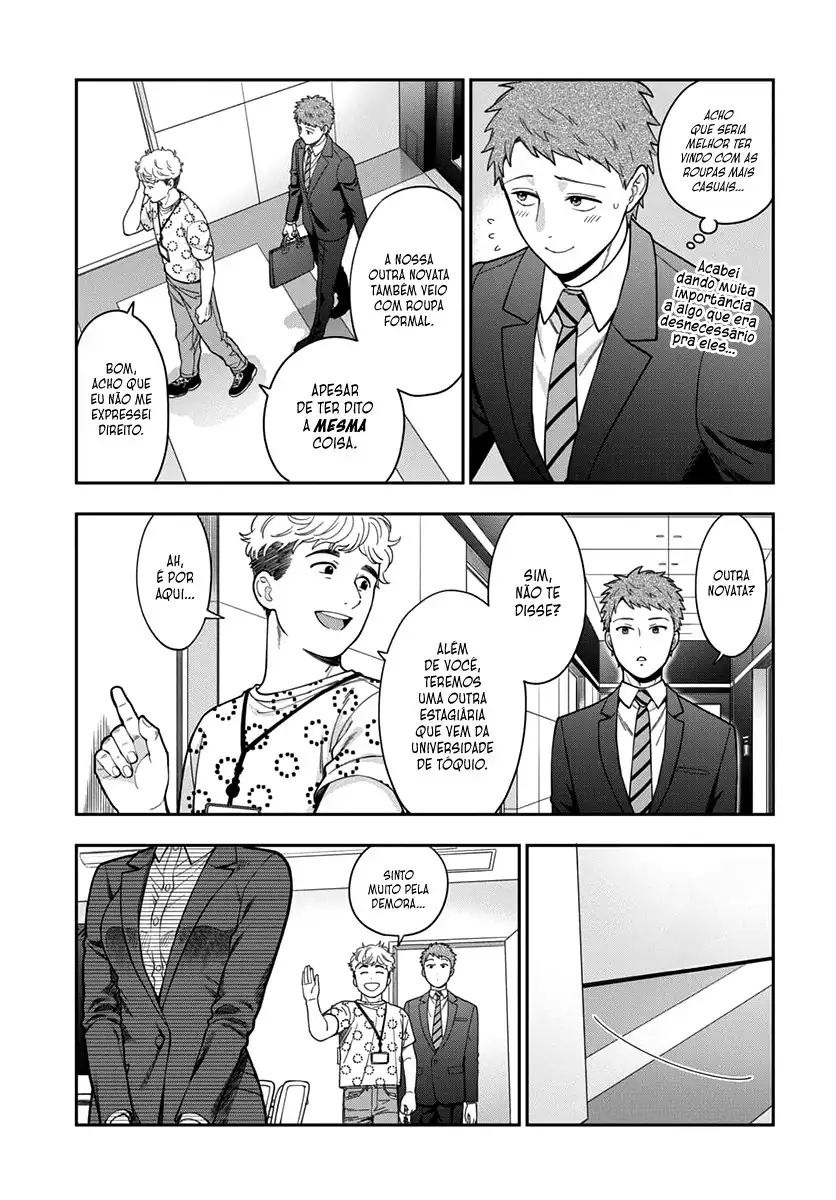 ACHO
QUE SERIA
MELHOR TER
VINDO COM AS
ROUPAS MAIS
CASUAIS...
Acabei
dando muita
importância
a algo que era
desnecessário
pra eles...
A NOSSA
OUTRA NOVATA
TAMBÉM VEIO
COM ROUPA
FORMAL.
APESAR
DE TER DITO
A MESMA
COISA.
BOM,
ACHO QUE
EU NÃO ME
EXPRESSEI
DIREITO.
OUTRA
NOVATA?
SIM,
NÃO TE
DISSE?
ALÉM
DE VOCÊ,
TEREMOS
UMA OUTRA
ESTAGIÁRIA
QUE VEM DA
UNIVERSIDADE
DE TÓQUIO.
AH,
É POR
AQUI...
SINTO
MUITO PELA
DEMORA...